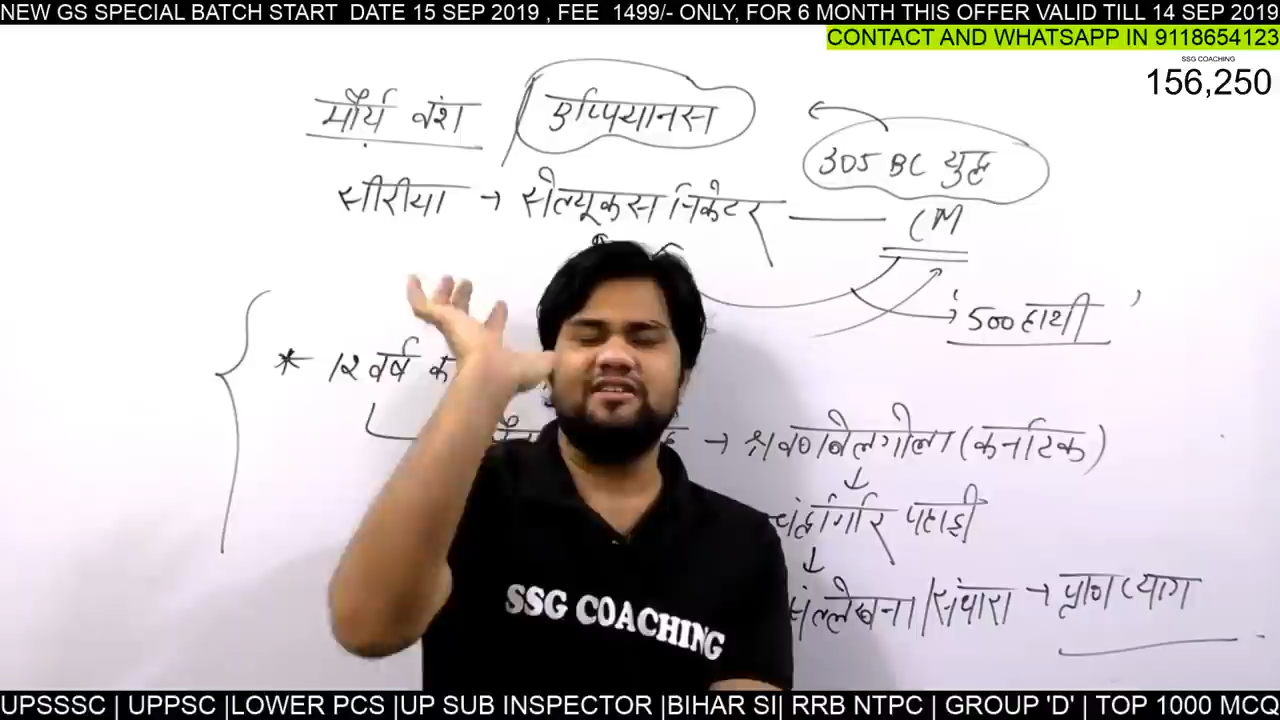 NEW GS SPECIAL BATCH START DATE 15 SEP 2019 , FEE 1499/- ONLY, FOR 6 MONTH THIS OFFER VALID TILL 14 SEP 2019
CONTACT AND WHATSAPP IN 9118654123
SSG COACHING
156,250
मौर्य वंश
305 BC युद्ध
सीरीया → सेल्यूकस निकेटर — CM
'500 हाथी'
* 12 वर्ष
→ श्रवणबेलगोला (कर्नाटक)
↓
पहाड़ी
↓
संल्लेखना / संथारा → प्राण त्याग
SSG COACHING
UPSSSC | UPPSC |LOWER PCS |UP SUB INSPECTOR |BIHAR SI| RRB NTPC | GROUP 'D' | TOP 1000 MCQ